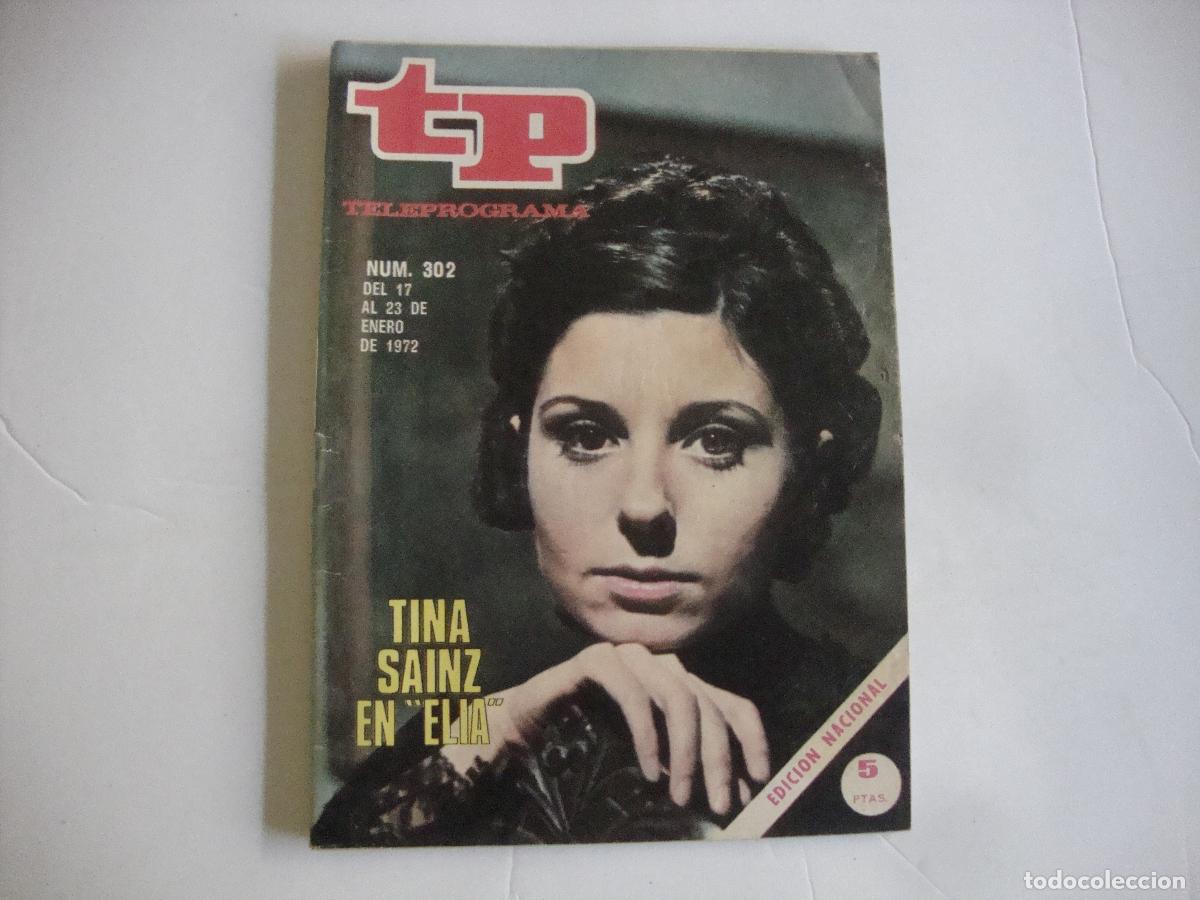 tp
TELEPROGRAMA
NUM. 302
DEL 17
AL 23 DE
ENERO
DE 1972
TINA
SAINZ
EN "ELIA"
EDICION NACIONAL
5
PTAS.
todocoleccion